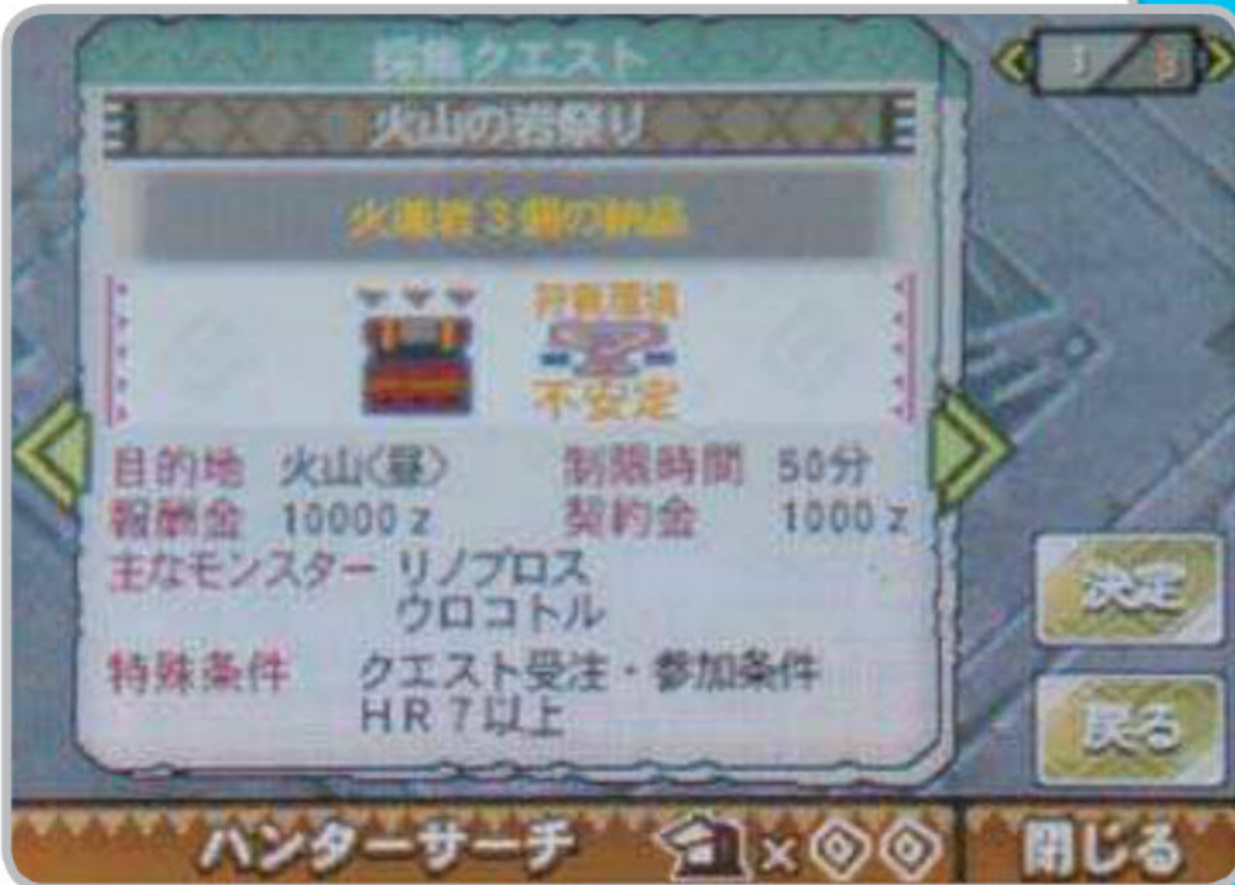 採集クエスト
火山の岩祭り
火薬岩3個の納品
狩猟環境
不安定
目的地 火山〈昼〉 制限時間 50分
報酬金 10000z 契約金 1000z
主なモンスター リノプロス
ウロコトル
特殊条件 クエスト受注・参加条件
HR7以上
決定
戻る
ハンターサーチ ×
閉じる